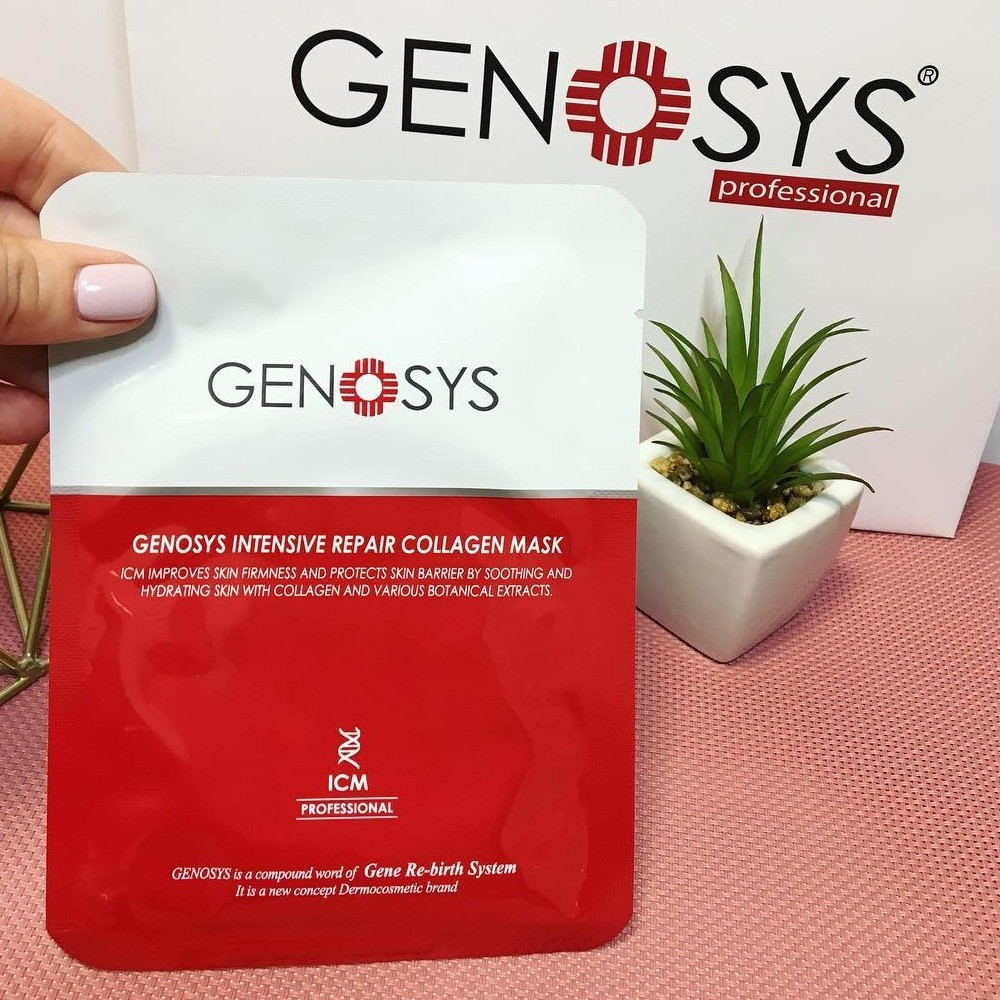 GENOSYS®
professional
GENOSYS
GENOSYS INTENSIVE REPAIR COLLAGEN MASK
ICM IMPROVES SKIN FIRMNESS AND PROTECTS SKIN BARRIER BY SOOTHING AND
HYDRATING SKIN WITH COLLAGEN AND VARIOUS BOTANICAL EXTRACTS.
ICM
PROFESSIONAL
GENOSYS is a compound word of Gene Re-birth System
It is a new concept Dermocosmetic brand